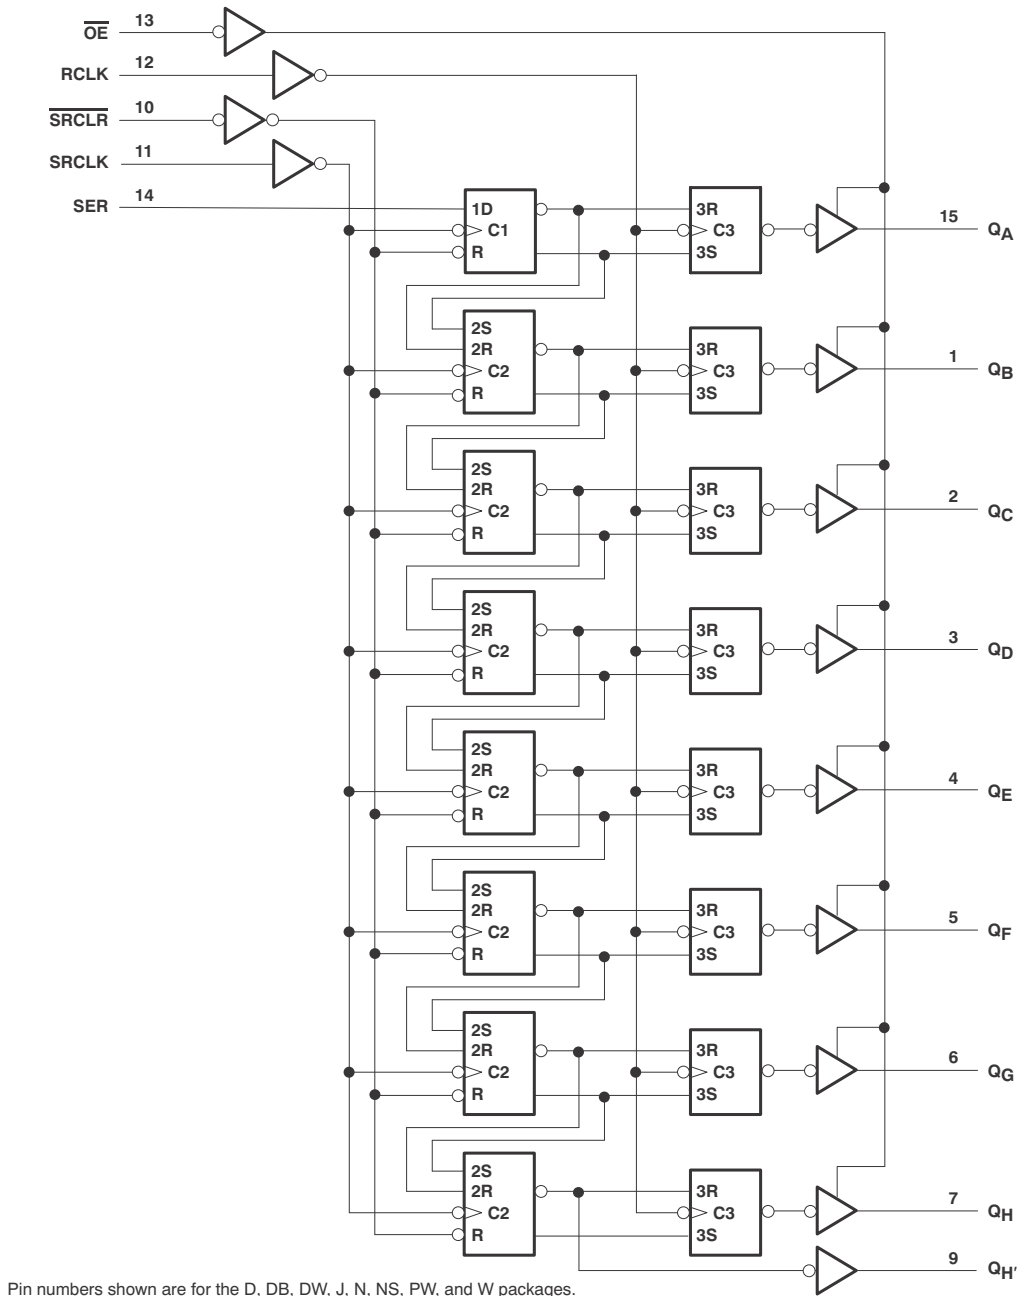 OE 13
RCLK 12
SRCLR 10
SRCLK 11
SER 14
1D
C1
R
3R
C3
3S
15 QA
2S
2R
C2
R
3R
C3
3S
1 QB
2S
2R
C2
R
3R
C3
3S
2 QC
2S
2R
C2
R
3R
C3
3S
3 QD
2S
2R
C2
R
3R
C3
3S
4 QE
2S
2R
C2
R
3R
C3
3S
5 QF
2S
2R
C2
R
3R
C3
3S
6 QG
2S
2R
C2
R
3R
C3
3S
7 QH
9 QH′
Pin numbers shown are for the D, DB, DW, J, N, NS, PW, and W packages.